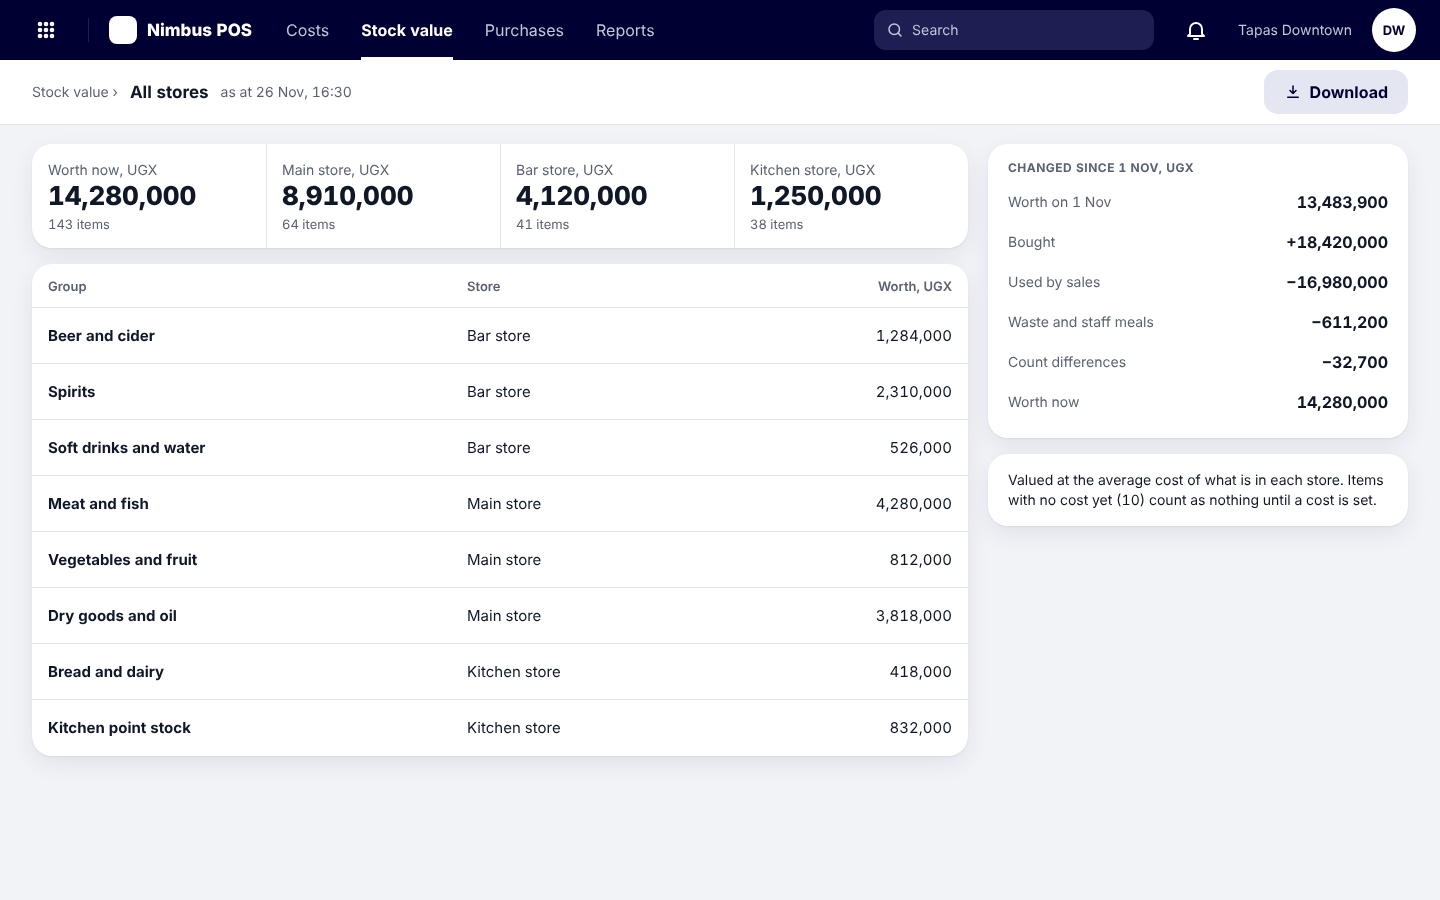 Nimbus POS
Costs
Stock value
Purchases
Reports
Search
Tapas Downtown
DW
Stock value ›
All stores
as at 26 Nov, 16:30
Download
Worth now, UGX
14,280,000
143 items
Main store, UGX
8,910,000
64 items
Bar store, UGX
4,120,000
41 items
Kitchen store, UGX
1,250,000
38 items
Group Store Worth, UGX
Beer and cider Bar store 1,284,000
Spirits Bar store 2,310,000
Soft drinks and water Bar store 526,000
Meat and fish Main store 4,280,000
Vegetables and fruit Main store 812,000
Dry goods and oil Main store 3,818,000
Bread and dairy Kitchen store 418,000
Kitchen point stock Kitchen store 832,000
CHANGED SINCE 1 NOV, UGX
Worth on 1 Nov 13,483,900
Bought +18,420,000
Used by sales −16,980,000
Waste and staff meals −611,200
Count differences −32,700
Worth now 14,280,000
Valued at the average cost of what is in each store. Items
with no cost yet (10) count as nothing until a cost is set.